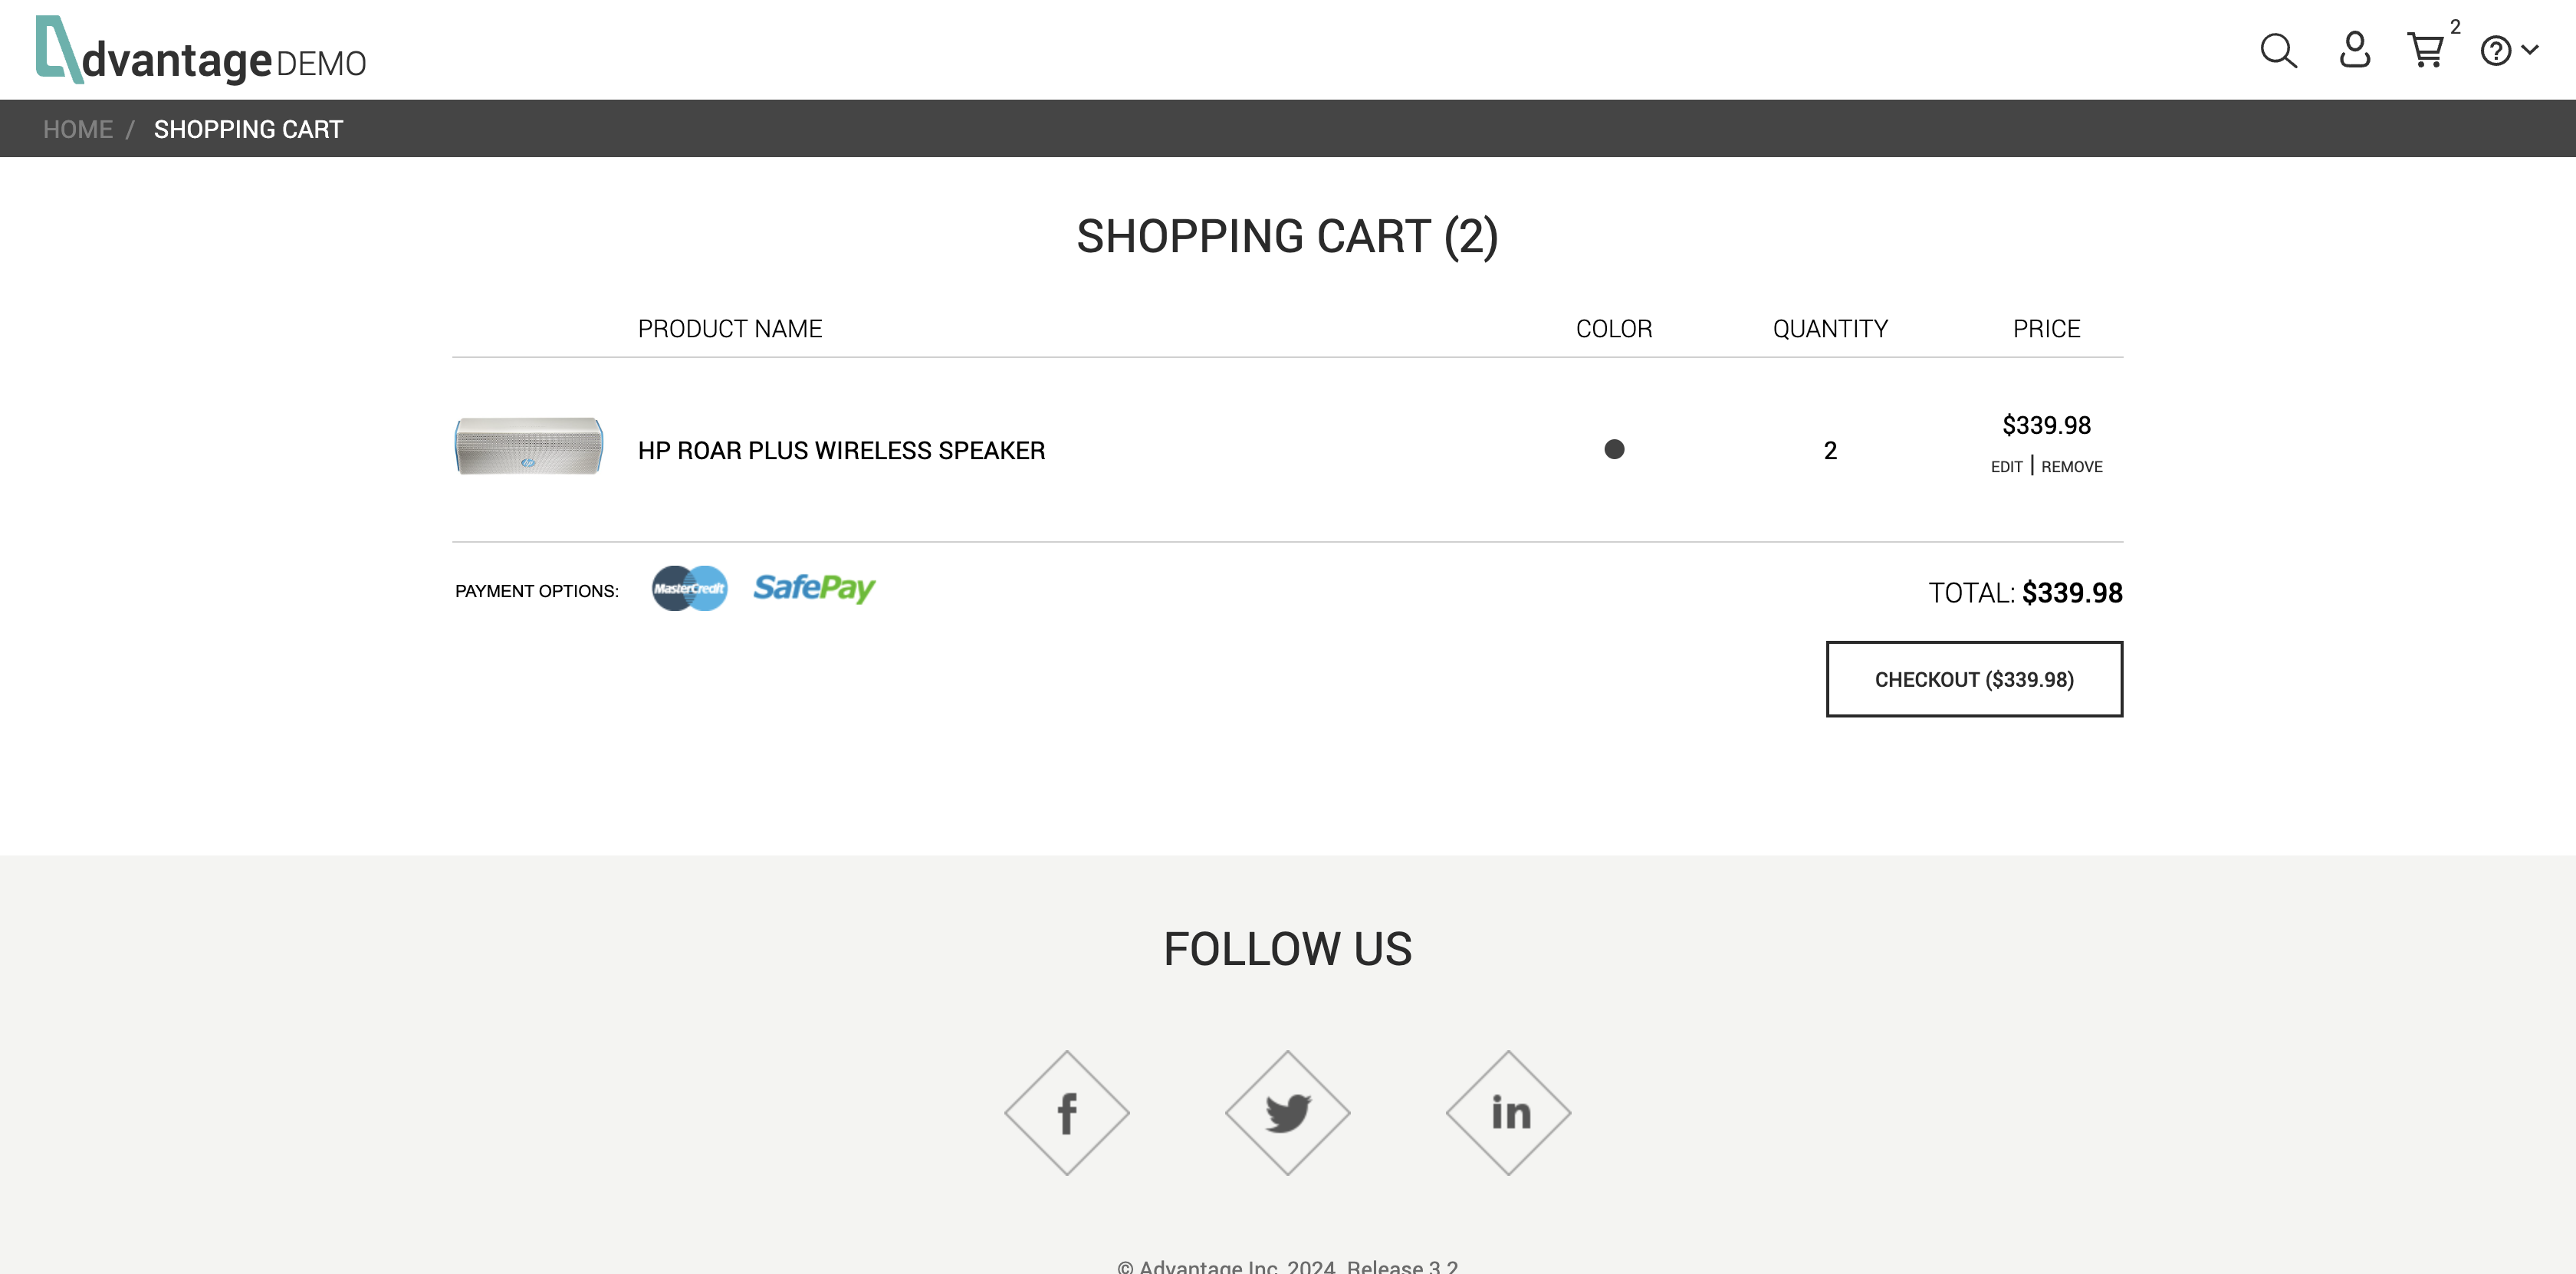 dvantage DEMO
2
HOME / SHOPPING CART
SHOPPING CART (2)
PRODUCT NAME COLOR QUANTITY PRICE
hp
HP ROAR PLUS WIRELESS SPEAKER 2 $339.98
EDIT | REMOVE
PAYMENT OPTIONS: MasterCredit SafePay TOTAL: $339.98
CHECKOUT ($339.98)
FOLLOW US
f in
© Advantage Inc, 2024. Release 3.2